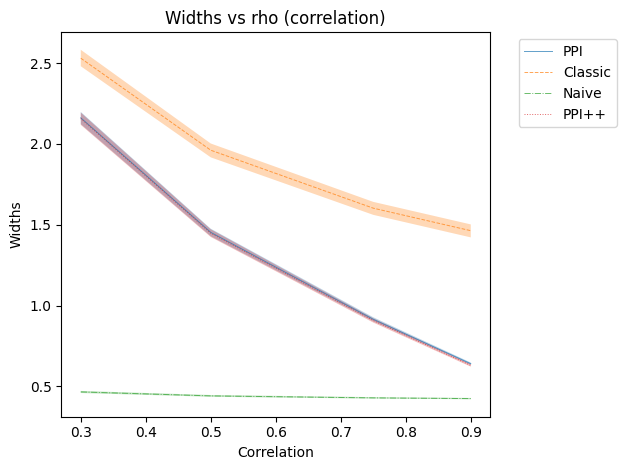 Widths vs rho (correlation)
PPI
Classic
Naive
PPI++
2.5
2.0
1.5
1.0
0.5
Widths
0.3
0.4
0.5
0.6
0.7
0.8
0.9
Correlation